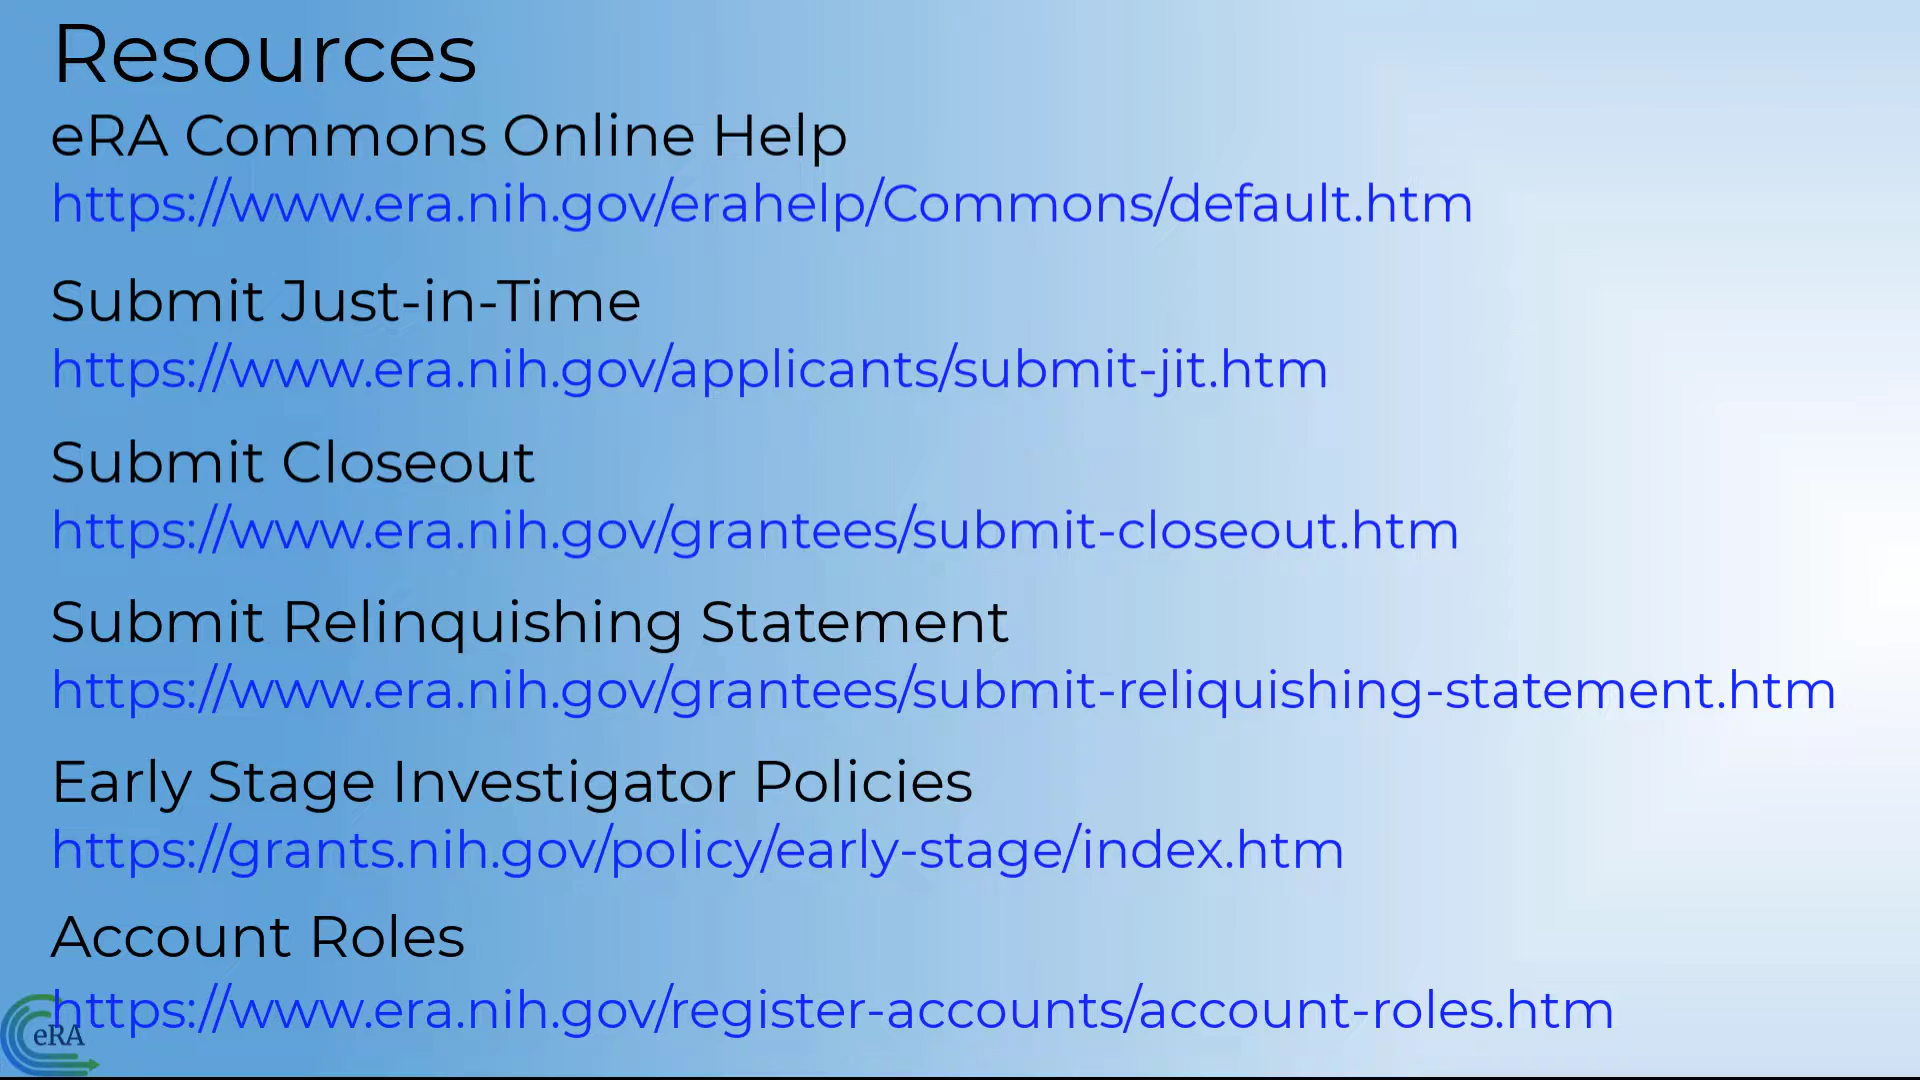 Resources
eRA Commons Online Help
https://www.era.nih.gov/erahelp/Commons/default.htm
Submit Just-in-Time
https://www.era.nih.gov/applicants/submit-jit.htm
Submit Closeout
https://www.era.nih.gov/grantees/submit-closeout.htm
Submit Relinquishing Statement
https://www.era.nih.gov/grantees/submit-reliquishing-statement.htm
Early Stage Investigator Policies
https://grants.nih.gov/policy/early-stage/index.htm
Account Roles
https://www.era.nih.gov/register-accounts/account-roles.htm
eRA